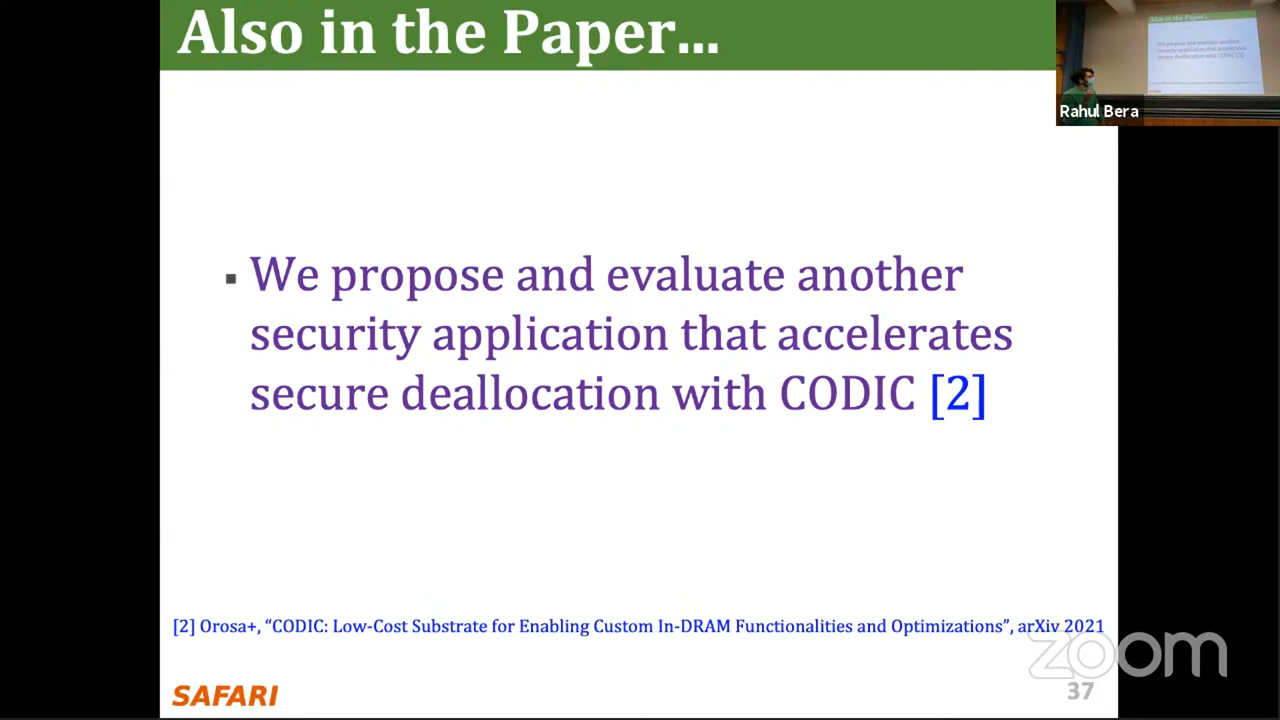 Also in the Paper...
Rahul Bera
▪ We propose and evaluate another
security application that accelerates
secure deallocation with CODIC [2]
[2] Orosa+, “CODIC: Low-Cost Substrate for Enabling Custom In-DRAM Functionalities and Optimizations”, arXiv 2021
zoom
SAFARI
37